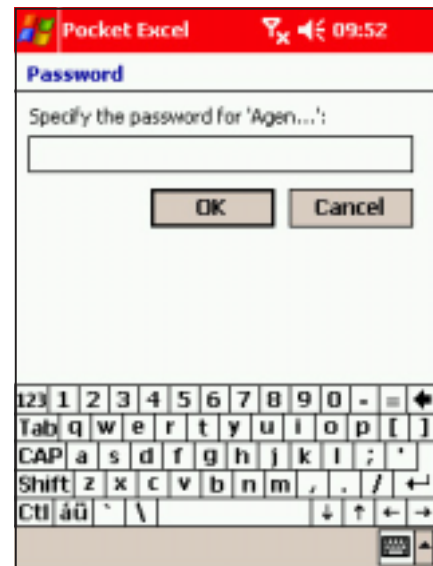 Pocket Excel 09:52
Password
Specify the password for 'Agen...':
OK Cancel
123 1 2 3 4 5 6 7 8 9 0 - = ←
Tab q w e r t y u i o p [ ]
CAP a s d f g h j k l ; '
Shift z x c v b n m , . / ↵
Ctl áü ` \ ↓ ↑ ← →